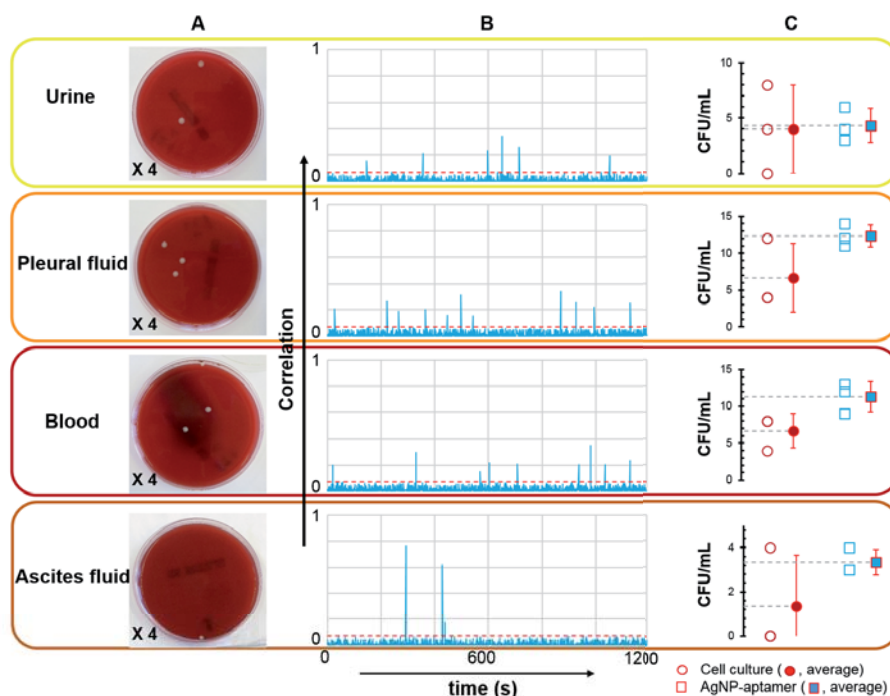 A B C
Urine
X 4
1
0
CFU/mL
10
5
0
Pleural fluid
X 4
1
0
CFU/mL
15
10
5
0
Blood
X 4
1
0
CFU/mL
15
10
5
0
Ascites fluid
X 4
1
0
CFU/mL
4
2
0
Correlation
0 600 1200
time (s)
Cell culture ( , average)
AgNP-aptamer ( , average)